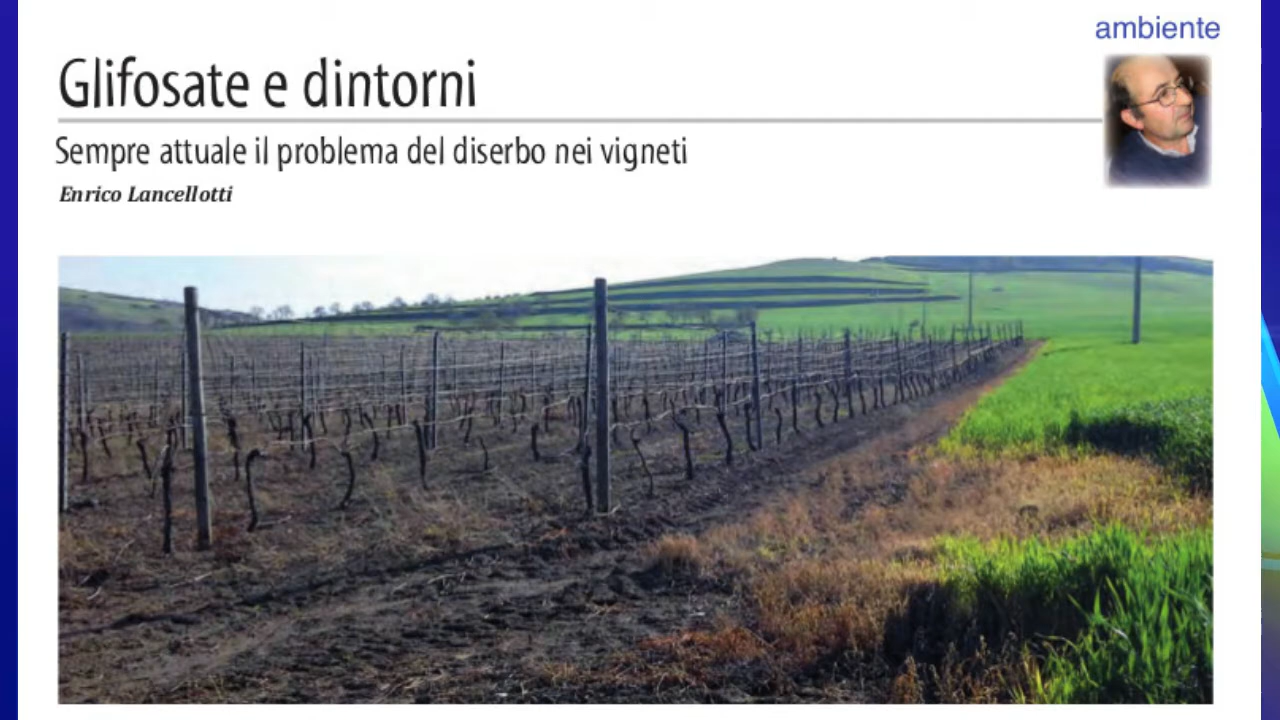 ambiente
Glifosate e dintorni
Sempre attuale il problema del diserbo nei vigneti
Enrico Lancellotti